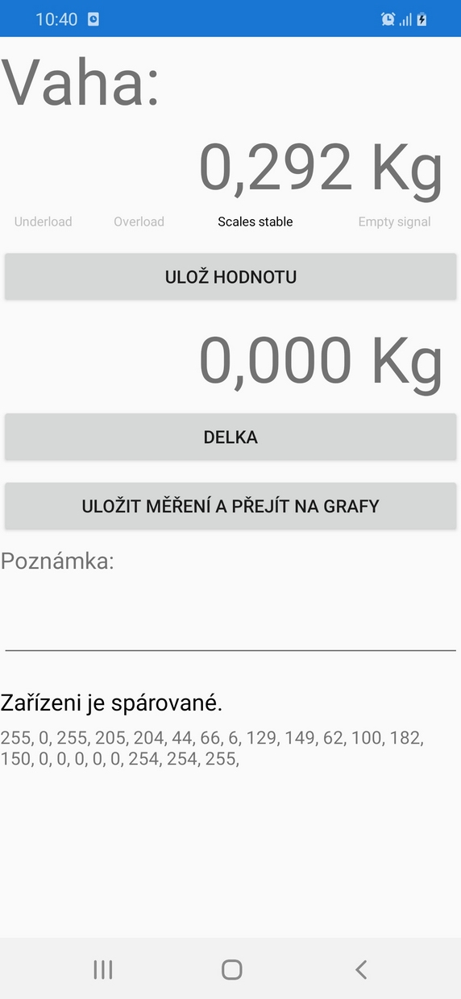 10:40
Vaha:
0,292 Kg
Underload Overload Scales stable Empty signal
ULOŽ HODNOTU
0,000 Kg
DELKA
ULOŽIT MĚŘENÍ A PŘEJÍT NA GRAFY
Poznámka:
Zařízeni je spárované.
255, 0, 255, 205, 204, 44, 66, 6, 129, 149, 62, 100, 182,
150, 0, 0, 0, 0, 0, 254, 254, 255,